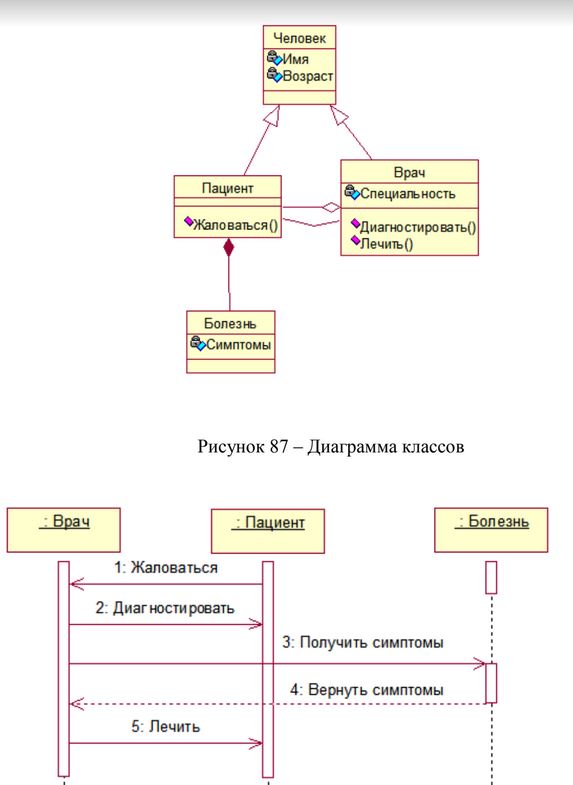 Человек
Имя
Возраст
Пациент
Жаловаться()
Врач
Специальность
Диагностировать()
Лечить()
Болезнь
Симптомы
Рисунок 87 – Диаграмма классов
_: Врач
_: Пациент
_: Болезнь
1: Жаловаться
2: Диагностировать
3: Получить симптомы
4: Вернуть симптомы
5: Лечить